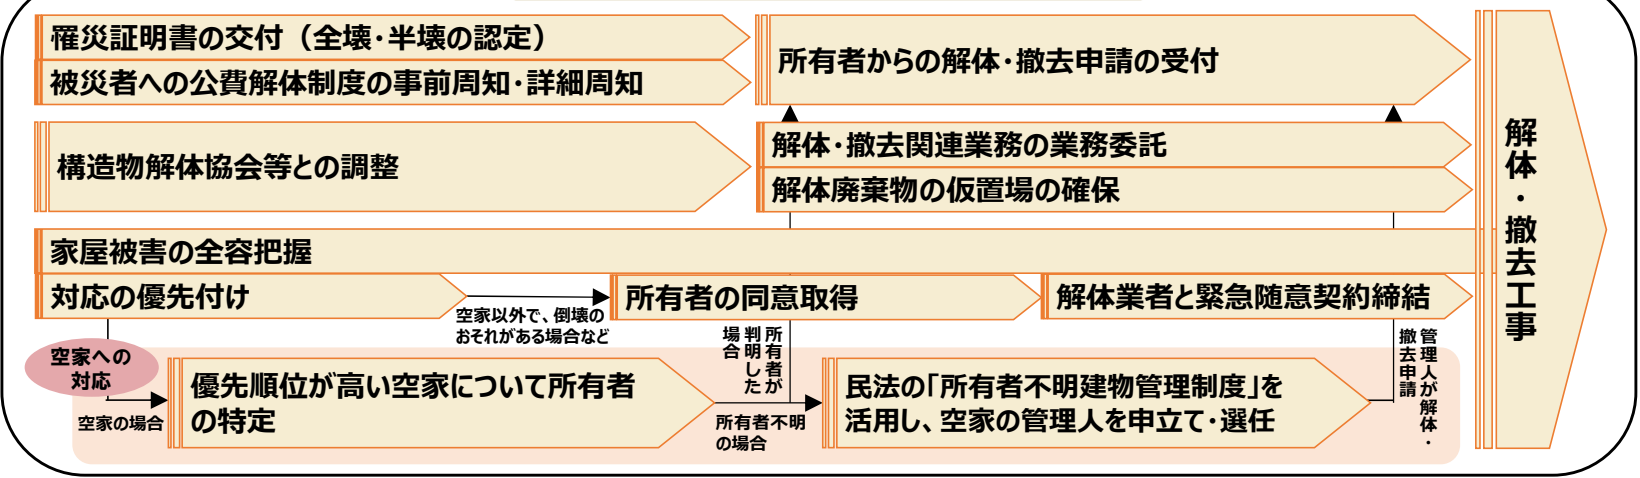 罹災証明書の交付（全壊・半壊の認定）
被災者への公費解体制度の事前周知・詳細周知
所有者からの解体・撤去申請の受付
構造物解体協会等との調整
解体・撤去関連業務の業務委託
解体廃棄物の仮置場の確保
家屋被害の全容把握
対応の優先付け
空家以外で、倒壊の
おそれがある場合など
所有者の同意取得
解体業者と緊急随意契約締結
空家への
対応
空家の場合
優先順位が高い空家について所有者
の特定
所有者が
判明した
場合
所有者不明
の場合
民法の「所有者不明建物管理制度」を
活用し、空家の管理人を申立て・選任
管理人が解体・
撤去申請
解体・撤去工事